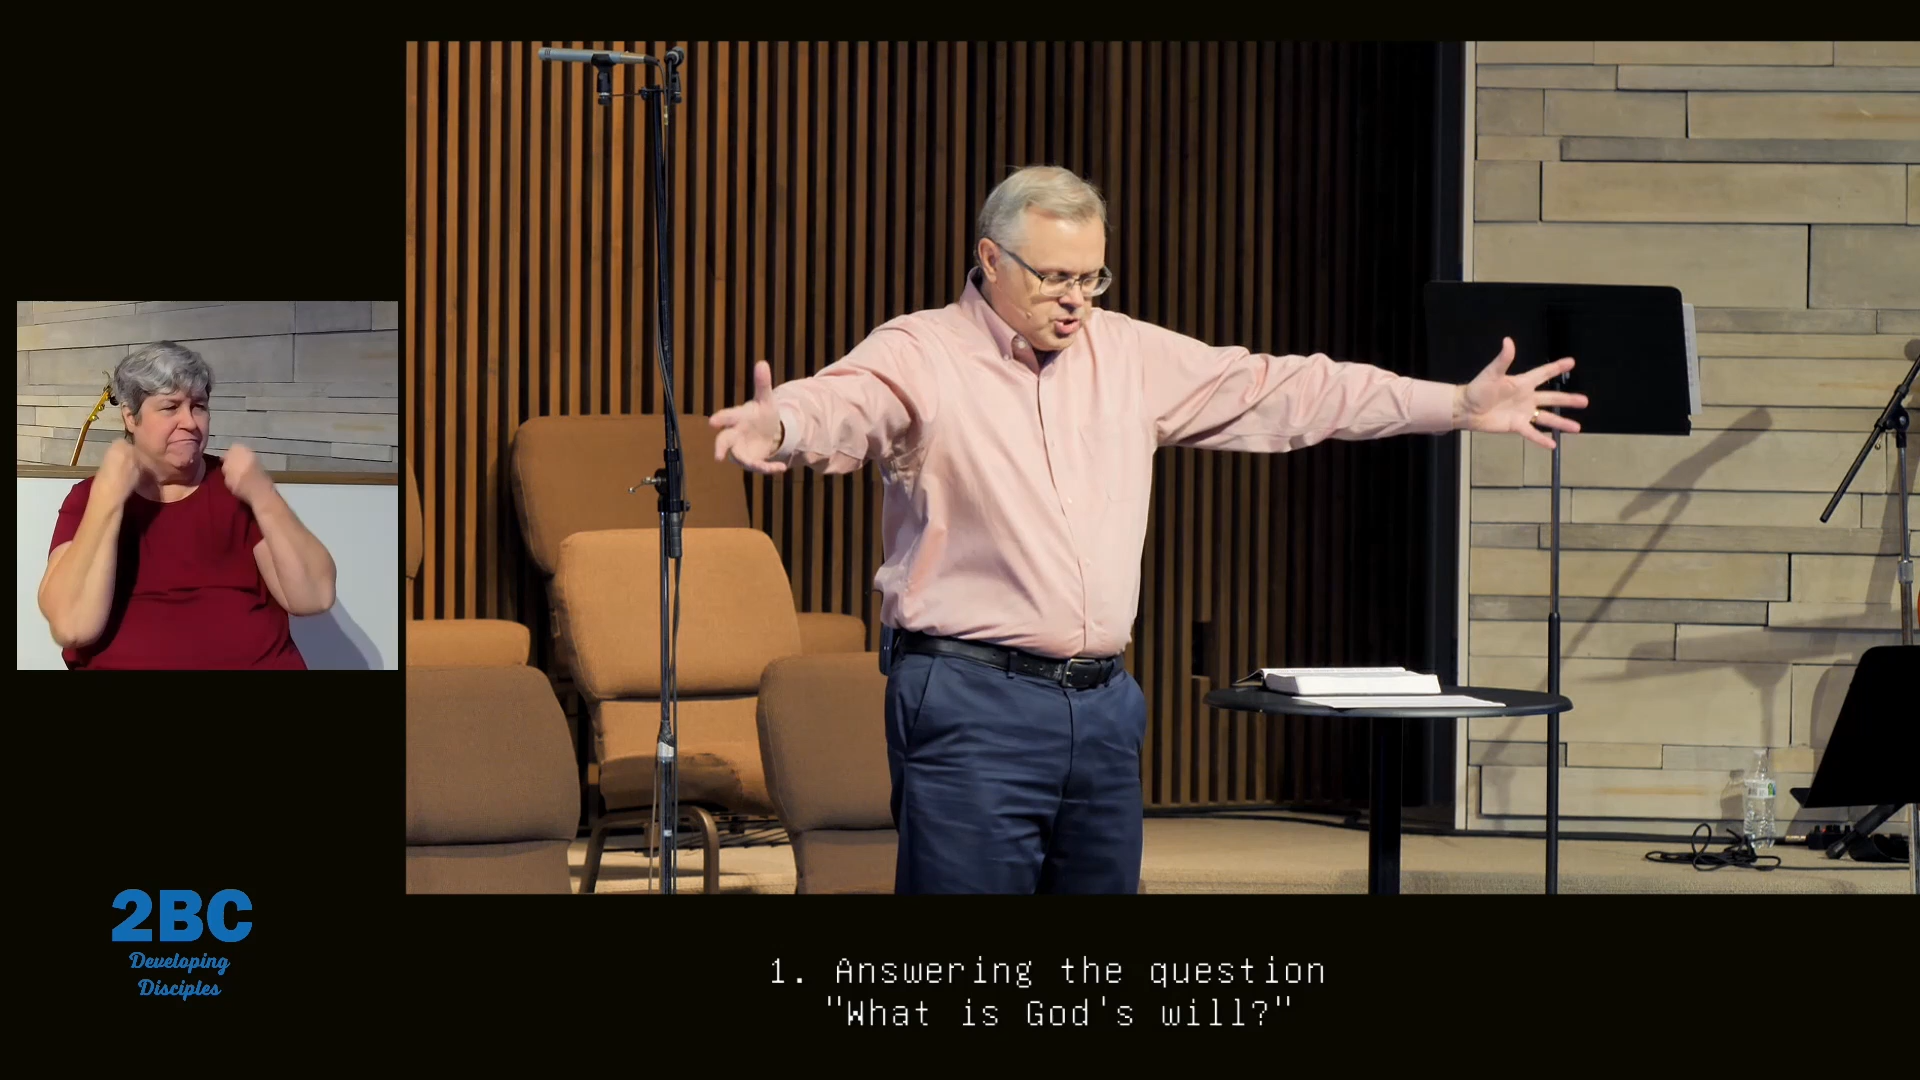 2BC
Developing
Disciples
1. Answering the question
"What is God's will?"